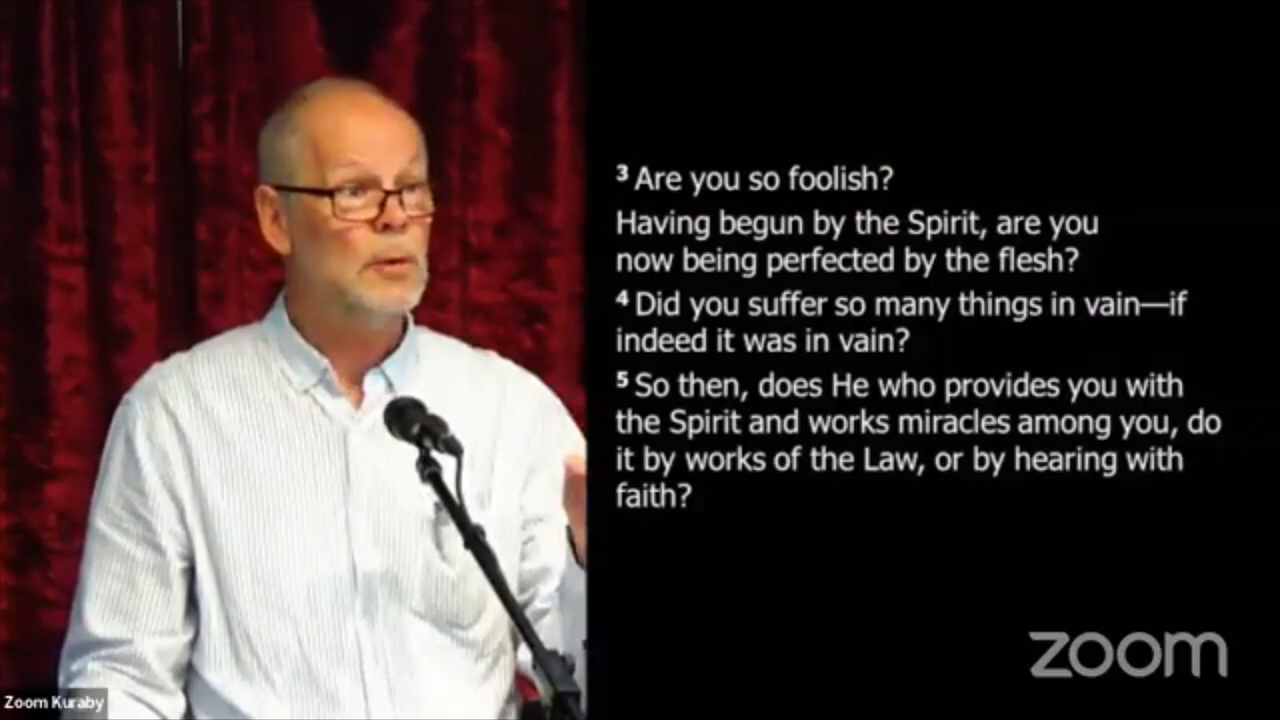 ³ Are you so foolish?
Having begun by the Spirit, are you
now being perfected by the flesh?
⁴ Did you suffer so many things in vain—if
indeed it was in vain?
⁵ So then, does He who provides you with
the Spirit and works miracles among you, do
it by works of the Law, or by hearing with
faith?
zoom
Zoom Kuraby